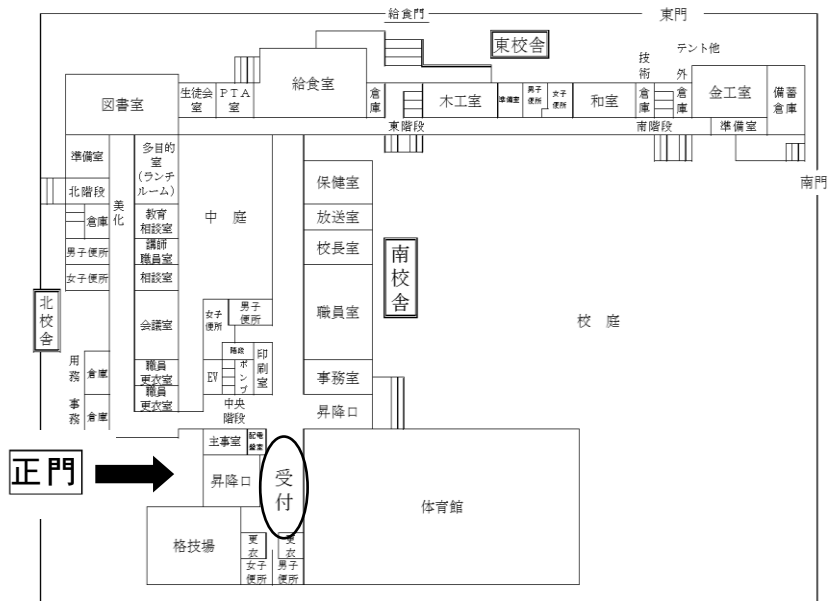 給食門
東門
東校舎
テント他
技術
外
給食室
図書室
生徒会
室
PTA
室
倉庫
木工室
準備室
男子
便所
女子
便所
和室
倉庫
倉庫
金工室
備蓄
倉庫
東階段
南階段
準備室
南門
準備室
北階段
倉庫
男子便所
女子便所
美化
多目的
室
(ランチ
ルーム)
教育
相談室
講師
職員室
相談室
会議室
職員
更衣室
職員
更衣室
中庭
保健室
放送室
校長室
職員室
事務室
昇降口
南校舎
校庭
北校舎
女子
便所
男子
便所
階段
EV
ポンプ
印刷室
中央
階段
用務
倉庫
事務
倉庫
主事室
配電
盤室
正門
昇降口
受付
体育館
格技場
更衣
更衣
女子
便所
男子
便所